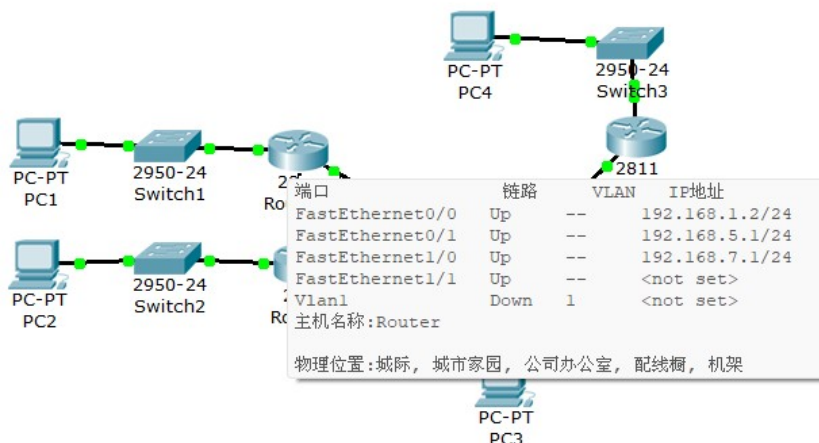 PC-PT
PC4
2950-24
Switch3
PC-PT
PC1
2950-24
Switch1
2811
端口 链路 VLAN IP地址
FastEthernet0/0 Up -- 192.168.1.2/24
FastEthernet0/1 Up -- 192.168.5.1/24
FastEthernet1/0 Up -- 192.168.7.1/24
FastEthernet1/1 Up -- <not set>
Vlan1 Down 1 <not set>
主机名称:Router
物理位置:城际, 城市家园, 公司办公室, 配线橱, 机架
PC-PT
PC2
2950-24
Switch2
PC-PT
PC3